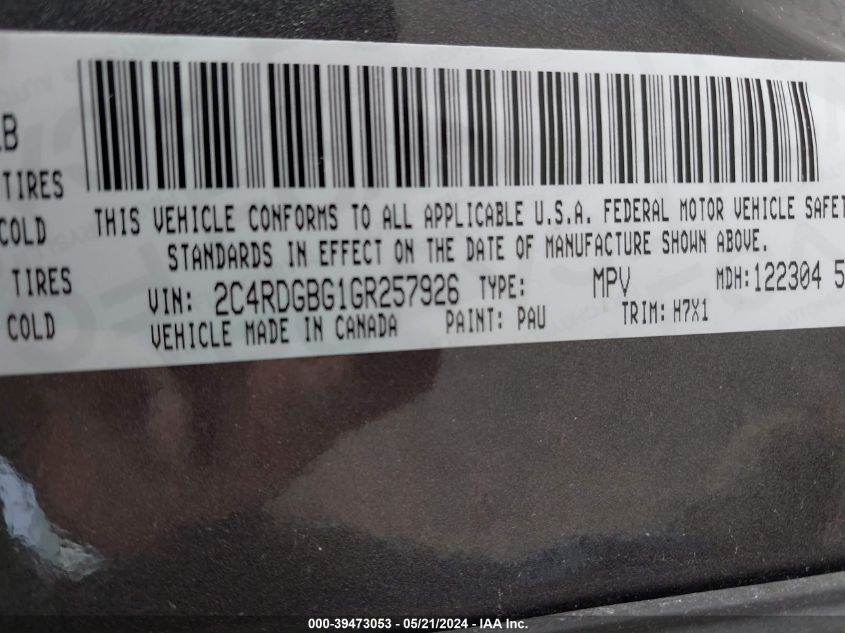 LB
TIRES
COLD
TIRES
COLD
THIS VEHICLE CONFORMS TO ALL APPLICABLE U.S.A. FEDERAL MOTOR VEHICLE SAFET
STANDARDS IN EFFECT ON THE DATE OF MANUFACTURE SHOWN ABOVE.
VIN: 2C4RDGBG1GR257926 TYPE: MPV MDH:122304 5
VEHICLE MADE IN CANADA PAINT: PAU TRIM: H7X1
000-39473053 - 05/21/2024 - IAA Inc.